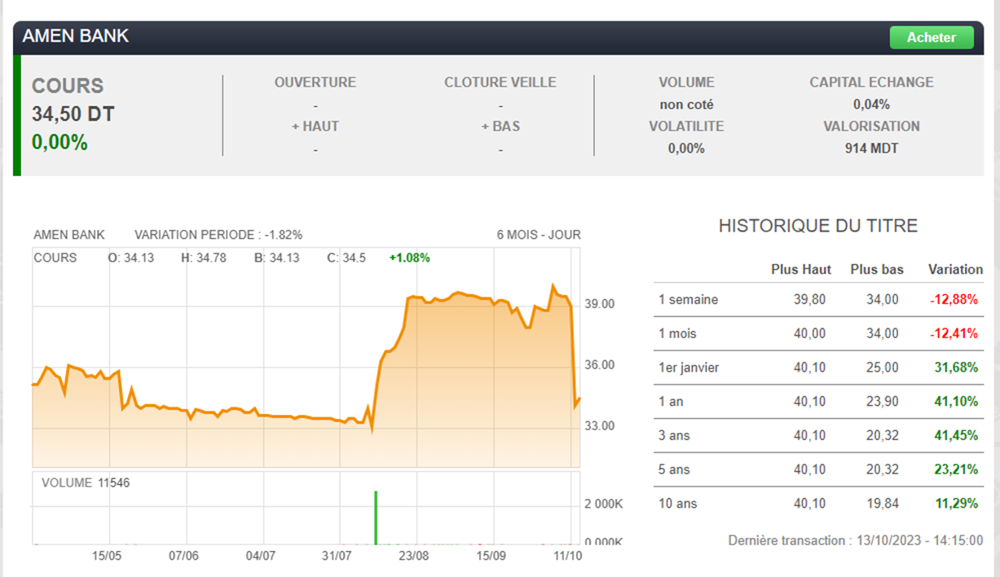 AMEN BANK
Acheter
COURS
34,50 DT
0,00%
OUVERTURE
-
+ HAUT
-
CLOTURE VEILLE
-
+ BAS
-
VOLUME
non coté
VOLATILITE
0,00%
CAPITAL ECHANGE
0,04%
VALORISATION
914 MDT
AMEN BANK VARIATION PERIODE : -1.82% 6 MOIS - JOUR
COURS O: 34.13 H: 34.78 B: 34.13 C: 34.5 +1.08%
39.00
36.00
33.00
VOLUME 11546
2 000K
0.000K
15/05 07/06 04/07 31/07 23/08 15/09 11/10
HISTORIQUE DU TITRE
Plus Haut Plus bas Variation
1 semaine 39,80 34,00 -12,88%
1 mois 40,00 34,00 -12,41%
1er janvier 40,10 25,00 31,68%
1 an 40,10 23,90 41,10%
3 ans 40,10 20,32 41,45%
5 ans 40,10 20,32 23,21%
10 ans 40,10 19,84 11,29%
Dernière transaction : 13/10/2023 - 14:15:00